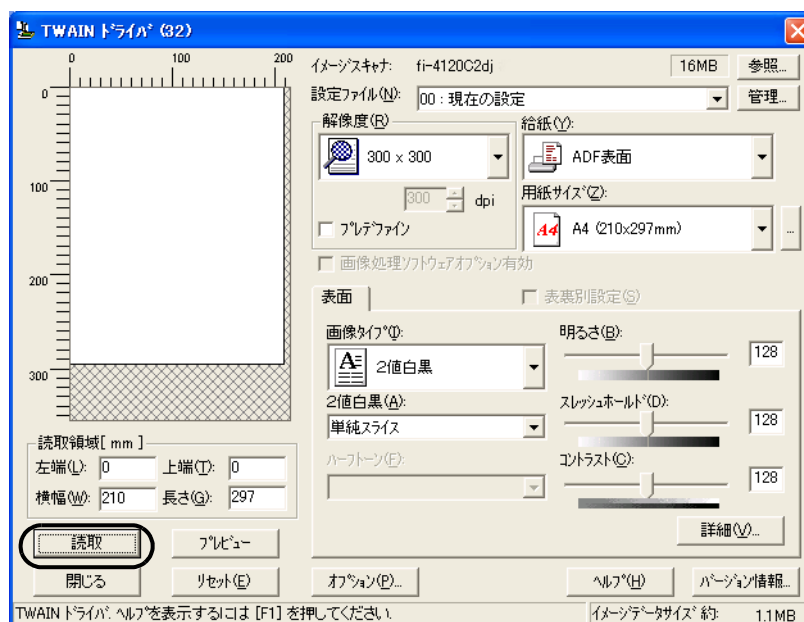 TWAIN ﾄﾞﾗｲﾊﾞ (32)
0 100 200
0
100
200
300
ｲﾒｰｼﾞｽｷｬﾅ: fi-4120C2dj 16MB 参照...
設定ﾌｧｲﾙ(N): 00 : 現在の設定 管理...
解像度(R)
300 x 300
300 dpi
ﾌﾟﾚﾃﾞﾌｧｲﾝ
給紙(Y):
ADF表面
用紙ｻｲｽﾞ(Z):
A4 A4 (210x297mm) ...
画像処理ｿﾌﾄｳｪｱｵﾌﾟｼｮﾝ有効
表面 表裏別設定(S)
画像ﾀｲﾌﾟ(I):
A 2値白黒
2値白黒(A):
単純ｽﾗｲｽ
ﾊｰﾌﾄｰﾝ(F):
明るさ(B):
128
ｽﾚｯｼｭﾎｰﾙﾄﾞ(D):
128
ｺﾝﾄﾗｽﾄ(C):
128
詳細(V)...
読取領域[ mm ]
左端(L): 0 上端(T): 0
横幅(W): 210 長さ(G): 297
読取 ﾌﾟﾚﾋﾞｭｰ
閉じる ﾘｾｯﾄ(E) ｵﾌﾟｼｮﾝ(P)... ﾍﾙﾌﾟ(H) ﾊﾞｰｼﾞｮﾝ情報...
TWAIN ﾄﾞﾗｲﾊﾞ. ﾍﾙﾌﾟを表示するには [F1] を押してください. ｲﾒｰｼﾞﾃﾞｰﾀｻｲｽﾞ 約: 1.1MB